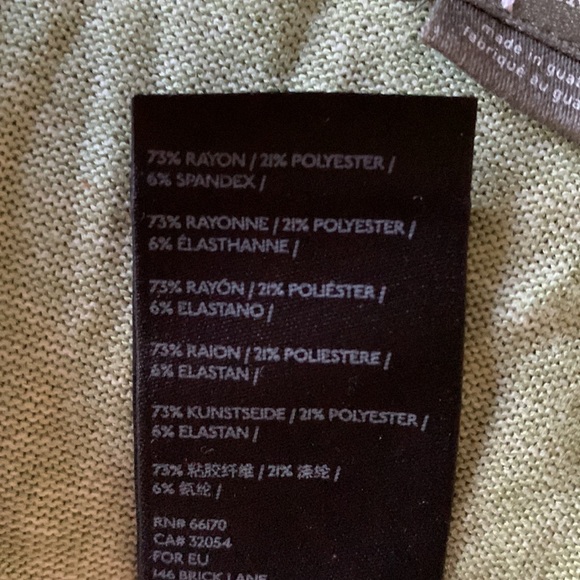 made in gua
fabriqué au gua
73% RAYON / 21% POLYESTER /
6% SPANDEX /
73% RAYONNE / 21% POLYESTER /
6% ÉLASTHANNE /
73% RAYÓN / 21% POLIÉSTER /
6% ELASTANO /
73% RAION / 21% POLIESTERE /
6% ELASTAN /
73% KUNSTSEIDE / 21% POLYESTER /
6% ELASTAN /
73% 粘胶纤维 / 21% 涤纶 /
6% 氨纶 /
RN# 66170
CA# 32054
FOR EU
146 BRICK LANE